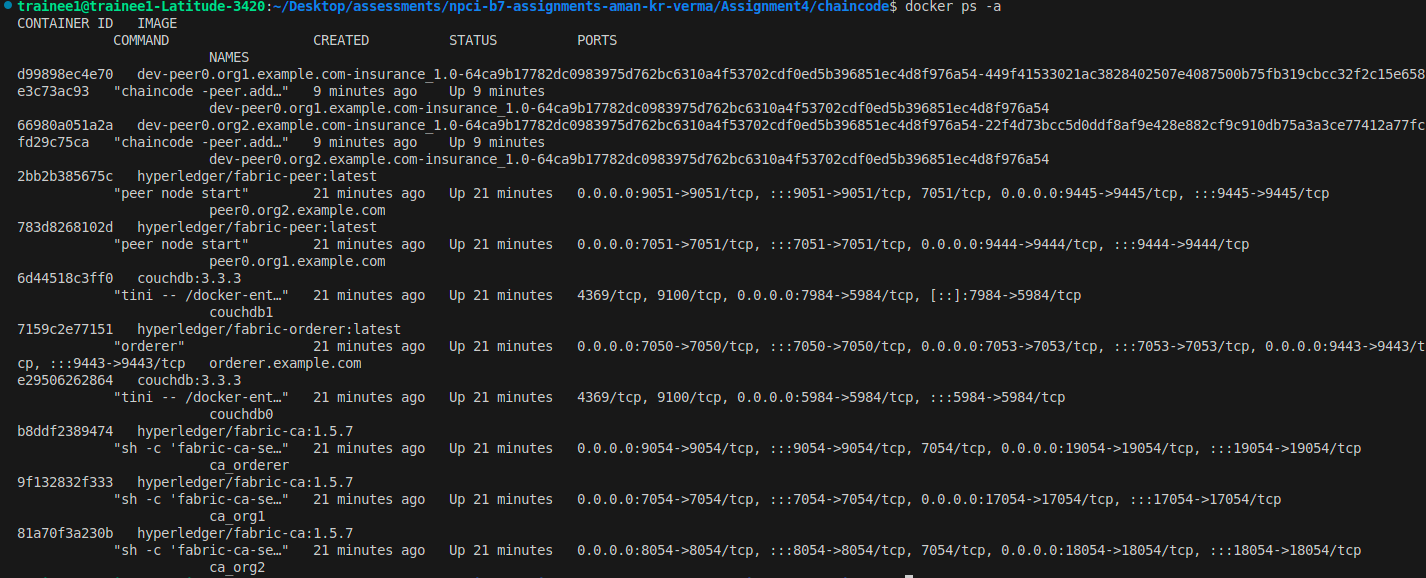 trainee1@trainee1-Latitude-3420:~/Desktop/assessments/npci-b7-assignments-aman-kr-verma/Assignment4/chaincode$ docker ps -a
CONTAINER ID   IMAGE
            COMMAND                  CREATED          STATUS          PORTS
                        NAMES
d99898ec4e70   dev-peer0.org1.example.com-insurance_1.0-64ca9b17782dc0983975d762bc6310a4f53702cdf0ed5b396851ec4d8f976a54-449f41533021ac3828402507e4087500b75fb319cbcc32f2c15e658
e3c73ac93   "chaincode -peer.add…"   9 minutes ago    Up 9 minutes
                        dev-peer0.org1.example.com-insurance_1.0-64ca9b17782dc0983975d762bc6310a4f53702cdf0ed5b396851ec4d8f976a54
66980a051a2a   dev-peer0.org2.example.com-insurance_1.0-64ca9b17782dc0983975d762bc6310a4f53702cdf0ed5b396851ec4d8f976a54-22f4d73bcc5d0ddf8af9e428e882cf9c910db75a3a3ce77412a77fc
fd29c75ca   "chaincode -peer.add…"   9 minutes ago    Up 9 minutes
                        dev-peer0.org2.example.com-insurance_1.0-64ca9b17782dc0983975d762bc6310a4f53702cdf0ed5b396851ec4d8f976a54
2bb2b385675c   hyperledger/fabric-peer:latest
            "peer node start"        21 minutes ago   Up 21 minutes   0.0.0.0:9051->9051/tcp, :::9051->9051/tcp, 7051/tcp, 0.0.0.0:9445->9445/tcp, :::9445->9445/tcp
                        peer0.org2.example.com
783d8268102d   hyperledger/fabric-peer:latest
            "peer node start"        21 minutes ago   Up 21 minutes   0.0.0.0:7051->7051/tcp, :::7051->7051/tcp, 0.0.0.0:9444->9444/tcp, :::9444->9444/tcp
                        peer0.org1.example.com
6d44518c3ff0   couchdb:3.3.3
            "tini -- /docker-ent…"   21 minutes ago   Up 21 minutes   4369/tcp, 9100/tcp, 0.0.0.0:7984->5984/tcp, [::]:7984->5984/tcp
                        couchdb1
7159c2e77151   hyperledger/fabric-orderer:latest
            "orderer"                21 minutes ago   Up 21 minutes   0.0.0.0:7050->7050/tcp, :::7050->7050/tcp, 0.0.0.0:7053->7053/tcp, :::7053->7053/tcp, 0.0.0.0:9443->9443/t
cp, :::9443->9443/tcp   orderer.example.com
e29506262864   couchdb:3.3.3
            "tini -- /docker-ent…"   21 minutes ago   Up 21 minutes   4369/tcp, 9100/tcp, 0.0.0.0:5984->5984/tcp, :::5984->5984/tcp
                        couchdb0
b8ddf2389474   hyperledger/fabric-ca:1.5.7
            "sh -c 'fabric-ca-se…"   21 minutes ago   Up 21 minutes   0.0.0.0:9054->9054/tcp, :::9054->9054/tcp, 7054/tcp, 0.0.0.0:19054->19054/tcp, :::19054->19054/tcp
                        ca_orderer
9f132832f333   hyperledger/fabric-ca:1.5.7
            "sh -c 'fabric-ca-se…"   21 minutes ago   Up 21 minutes   0.0.0.0:7054->7054/tcp, :::7054->7054/tcp, 0.0.0.0:17054->17054/tcp, :::17054->17054/tcp
                        ca_org1
81a70f3a230b   hyperledger/fabric-ca:1.5.7
            "sh -c 'fabric-ca-se…"   21 minutes ago   Up 21 minutes   0.0.0.0:8054->8054/tcp, :::8054->8054/tcp, 7054/tcp, 0.0.0.0:18054->18054/tcp, :::18054->18054/tcp
                        ca_org2